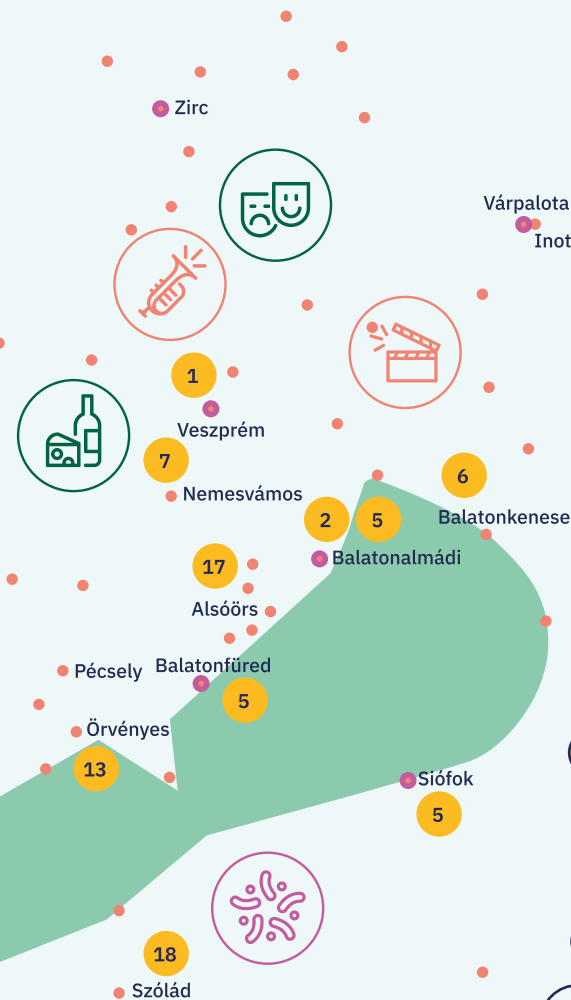 Zirc
Várpalota
Inot
1
Veszprém
7
Nemesvámos
6
2
5
Balatonkenese
Balatonalmádi
17
Alsóörs
Balatonfüred
Pécsely
5
Örvényes
13
Siófok
5
18
Szólád